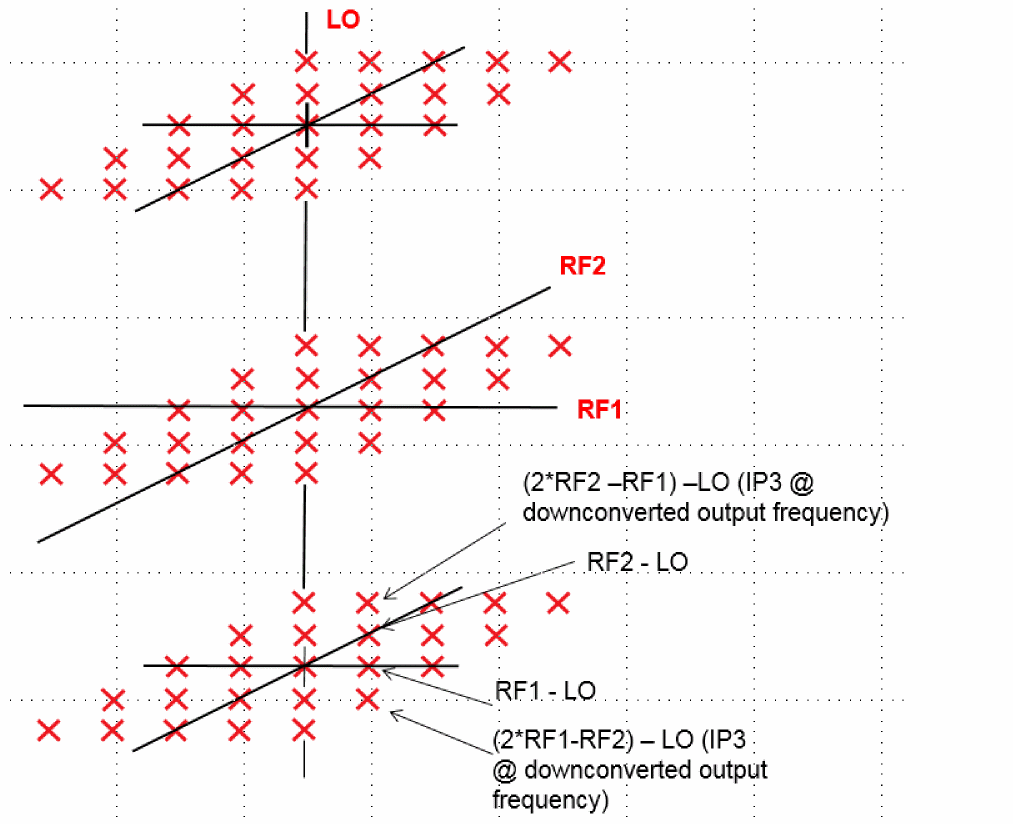 LO
RF2
RF1
(2*RF2 –RF1) –LO (IP3 @
downconverted output frequency)
RF2 - LO
RF1 - LO
(2*RF1-RF2) – LO (IP3
@ downconverted output
frequency)